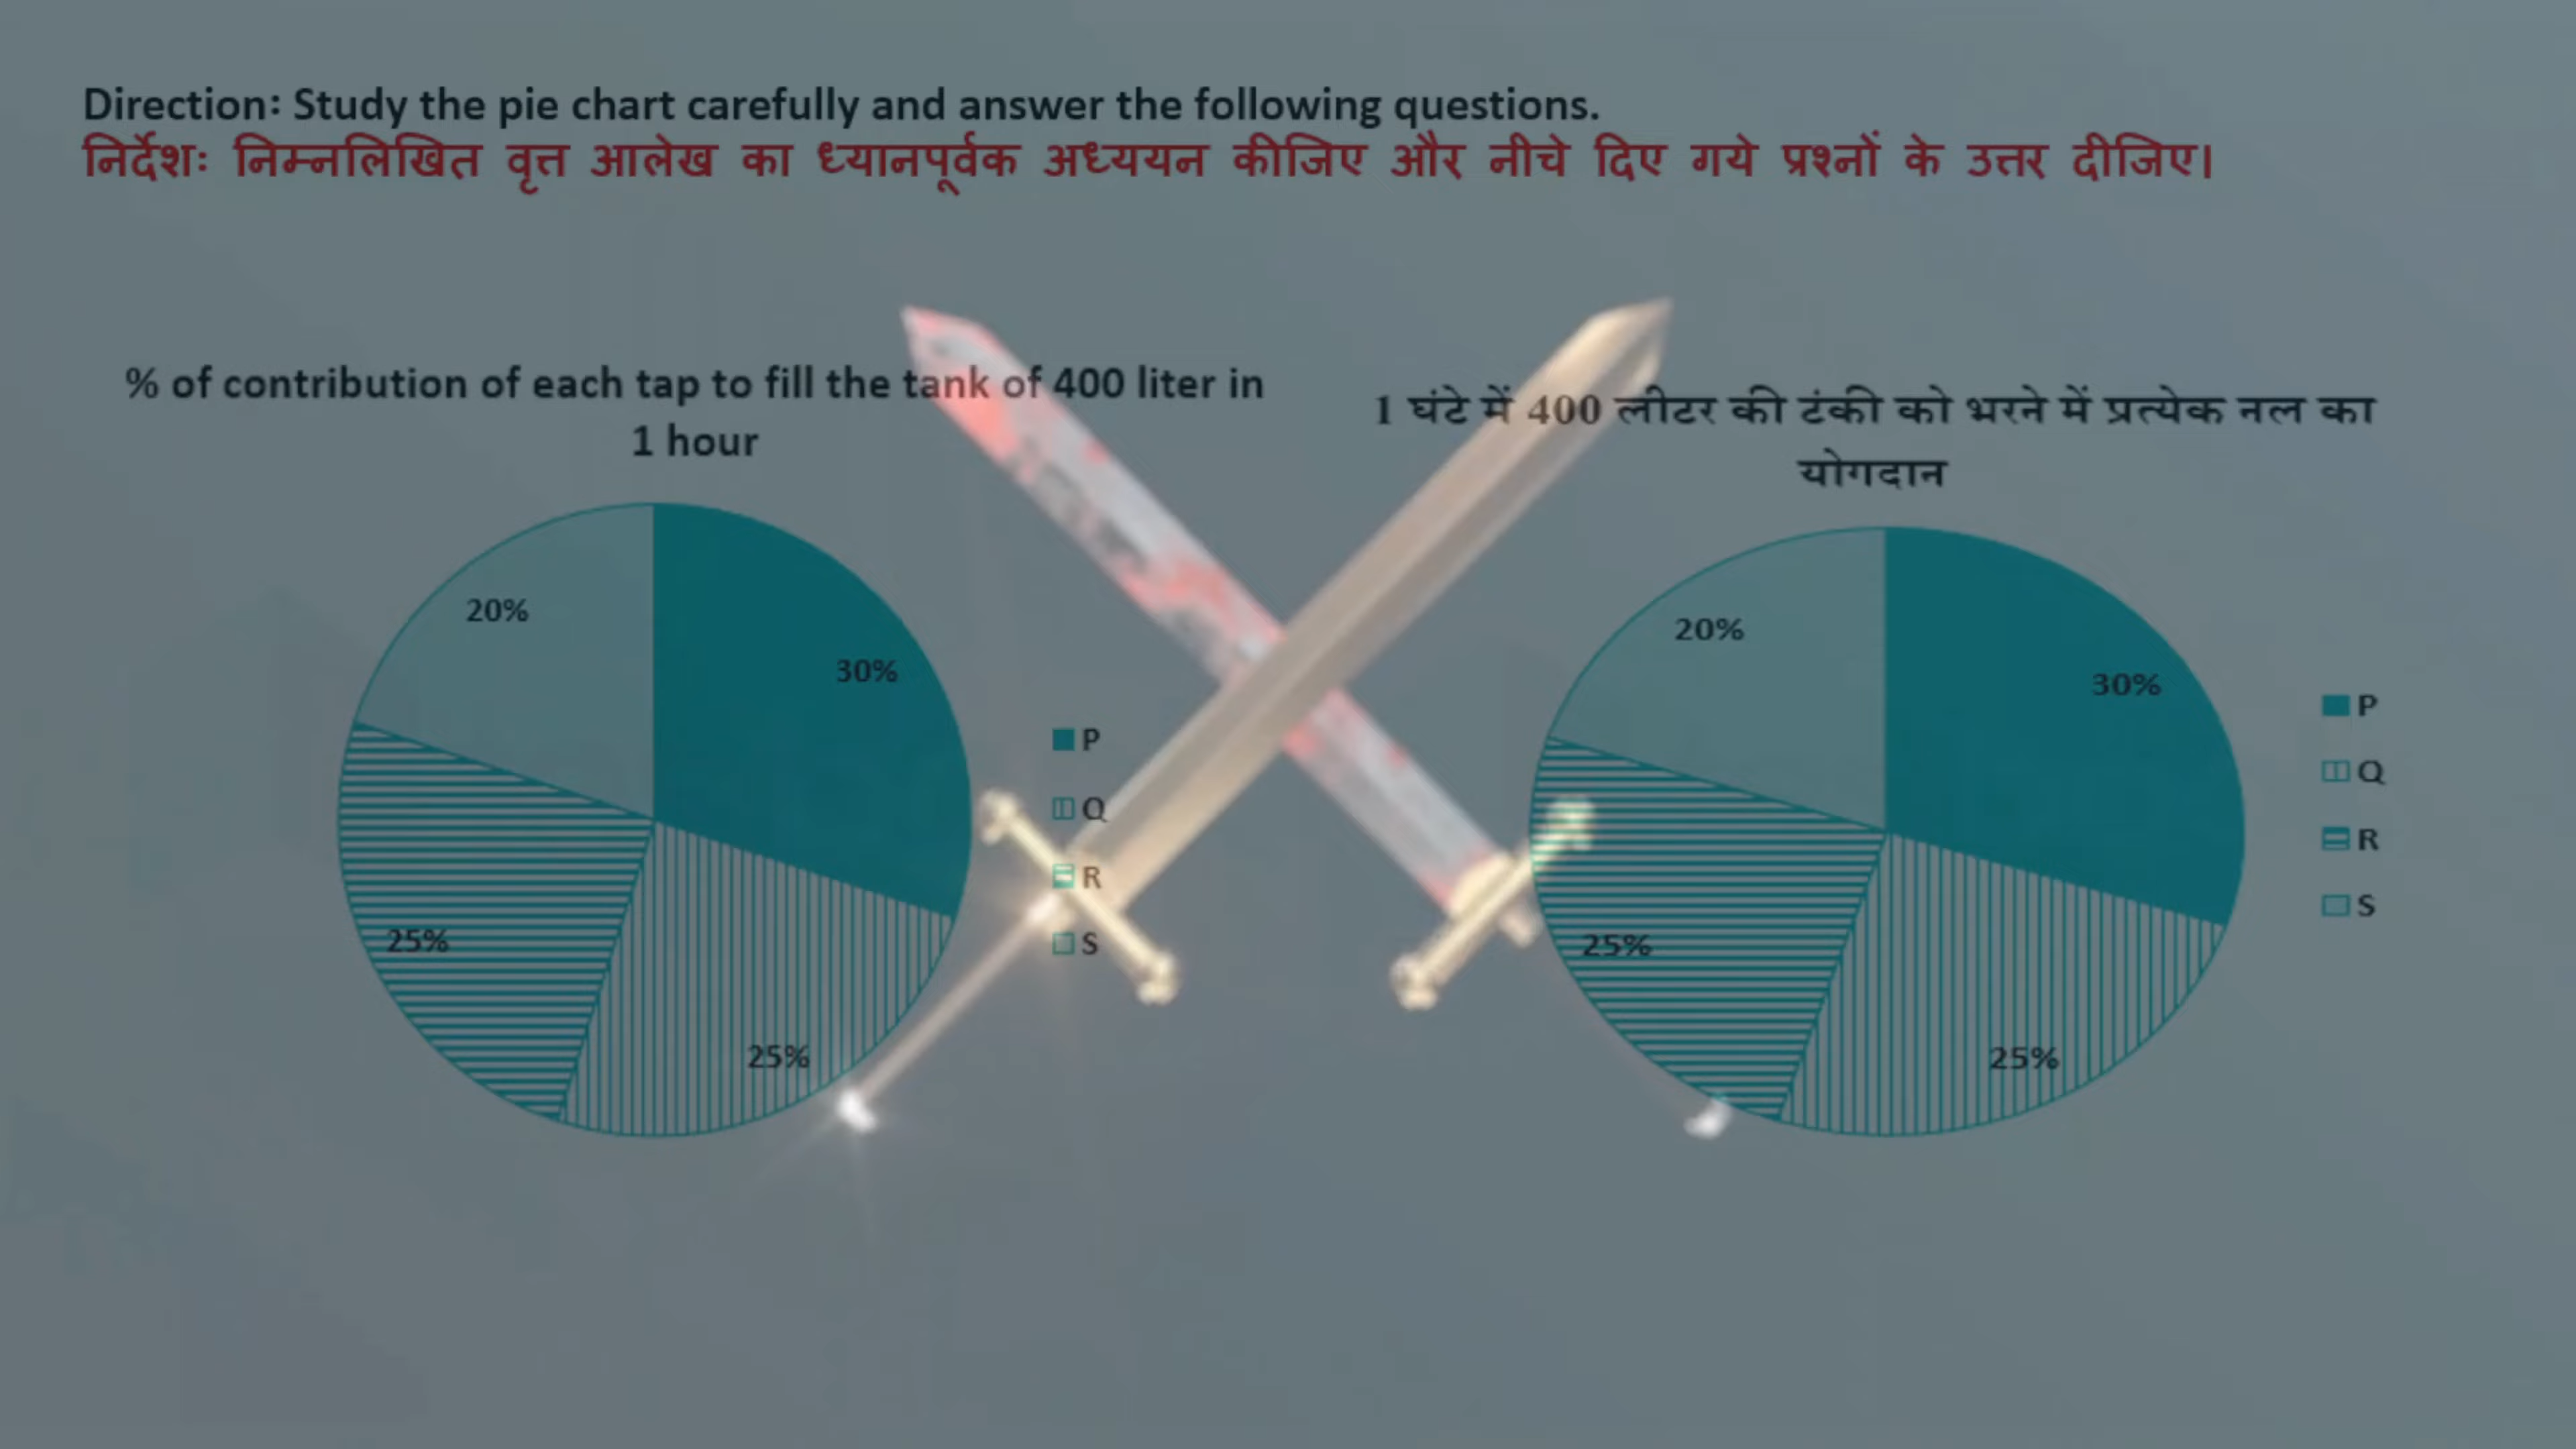 Direction: Study the pie chart carefully and answer the following questions.
निर्देशः निम्नलिखित वृत्त आलेख का ध्यानपूर्वक अध्ययन कीजिए और नीचे दिए गये प्रश्नों के उत्तर दीजिए।
% of contribution of each tap to fill the tank of 400 liter in
1 hour
20%
30%
25%
25%
P
Q
R
S
1 घंटे में 400 लीटर की टंकी को भरने में प्रत्येक नल का
योगदान
20%
30%
25%
25%
P
Q
R
S